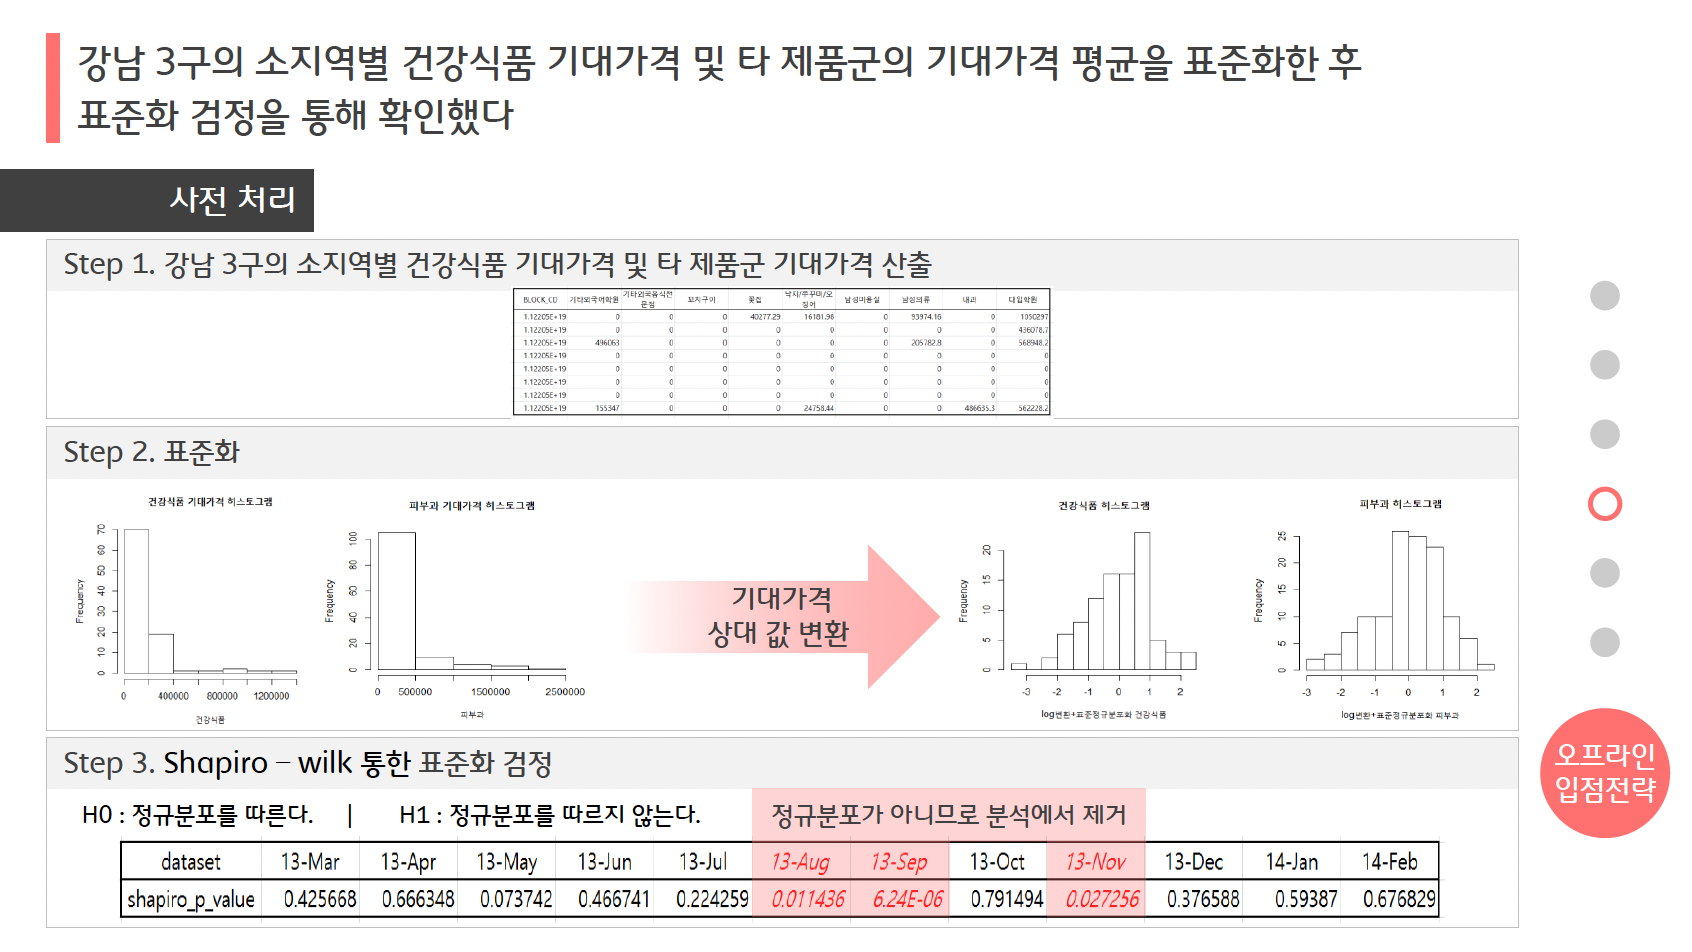 강남 3구의 소지역별 건강식품 기대가격 및 타 제품군의 기대가격 평균을 표준화한 후
표준화 검정을 통해 확인했다
사전 처리
Step 1. 강남 3구의 소지역별 건강식품 기대가격 및 타 제품군 기대가격 산출
BLOCK_CD 기타외국어학원 기타외국음식전문점 꼬치구이 꽃집 낙지/쭈꾸미/오징어 남성미용실 남성의류 내과 대입학원
1.12205E+19 0 0 0 40277.29 16181.98 0 93974.16 0 1050297
1.12205E+19 0 0 0 0 0 0 0 0 436078.7
1.12205E+19 496063 0 0 0 0 0 205782.8 0 568948.2
1.12205E+19 0 0 0 0 0 0 0 0 0
1.12205E+19 0 0 0 0 0 0 0 0 0
1.12205E+19 0 0 0 0 0 0 0 0 0
1.12205E+19 0 0 0 0 0 0 0 0 0
1.12205E+19 155347 0 0 0 24758.44 0 0 486635.3 562228.2
Step 2. 표준화
건강식품 기대가격 히스토그램
Frequency
0 10 20 30 40 50 60 70
0 400000 800000 1200000
건강식품
피부과 기대가격 히스토그램
Frequency
0 20 40 60 80 100
0 500000 1500000 2500000
피부과
기대가격
상대 값 변환
건강식품 히스토그램
Frequency
0 5 10 15 20
-3 -2 -1 0 1 2
log변환+표준정규분포화 건강식품
피부과 히스토그램
Frequency
0 5 10 15 20 25
-3 -2 -1 0 1 2
log변환+표준정규분포화 피부과
Step 3. Shapiro – wilk 통한 표준화 검정
H0 : 정규분포를 따른다. | H1 : 정규분포를 따르지 않는다.
정규분포가 아니므로 분석에서 제거
dataset 13-Mar 13-Apr 13-May 13-Jun 13-Jul 13-Aug 13-Sep 13-Oct 13-Nov 13-Dec 14-Jan 14-Feb
shapiro_p_value 0.425668 0.666348 0.073742 0.466741 0.224259 0.011436 6.24E-06 0.791494 0.027256 0.376588 0.59387 0.676829
오프라인
입점전략